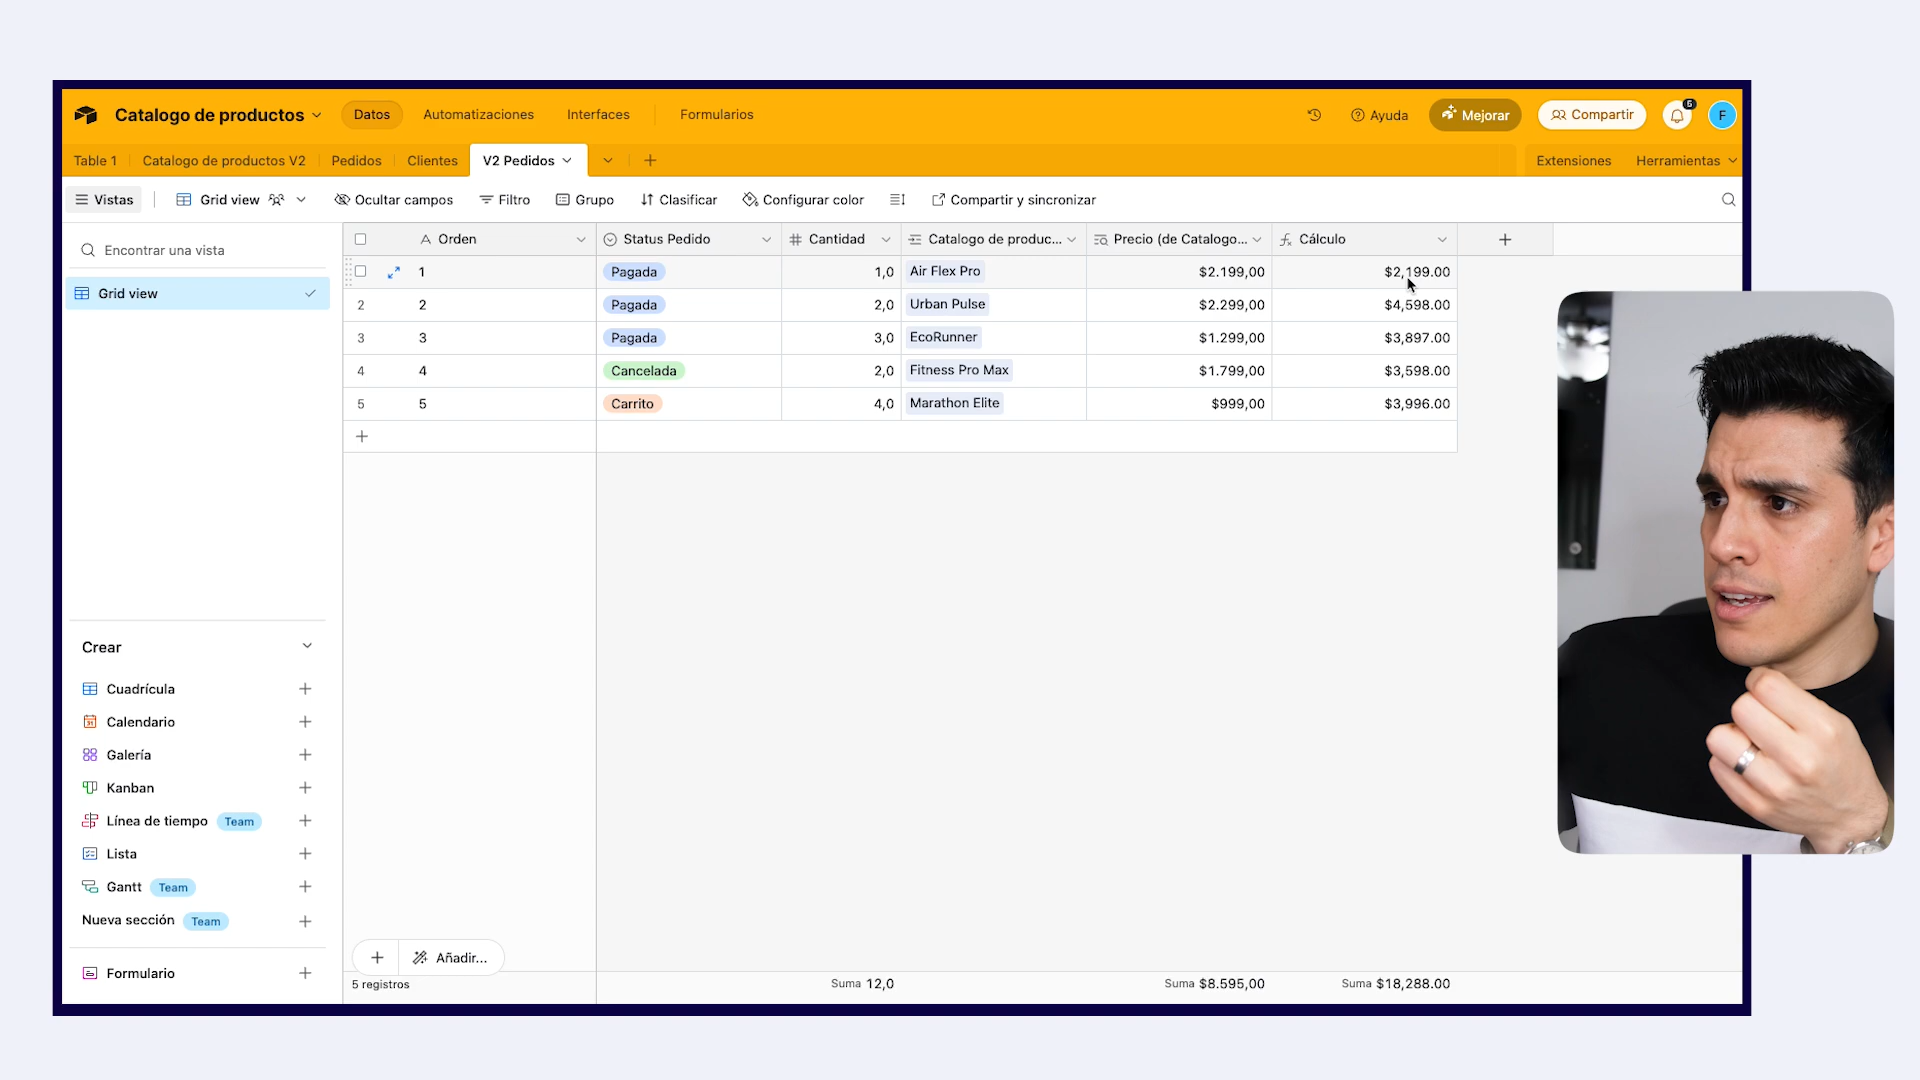 Catalogo de productos Datos Automatizaciones Interfaces Formularios Ayuda Mejorar Compartir 6 F
Table 1 Catalogo de productos V2 Pedidos Clientes V2 Pedidos Extensiones Herramientas
Vistas Grid view Ocultar campos Filtro Grupo Clasificar Configurar color Compartir y sincronizar
Encontrar una vista
Grid view
Orden Status Pedido Cantidad Catalogo de produc... Precio (de Catalogo... Cálculo
1 Pagada 1,0 Air Flex Pro $2.199,00 $2,199.00
2 2 Pagada 2,0 Urban Pulse $2.299,00 $4,598.00
3 3 Pagada 3,0 EcoRunner $1.299,00 $3,897.00
4 4 Cancelada 2,0 Fitness Pro Max $1.799,00 $3,598.00
5 5 Carrito 4,0 Marathon Elite $999,00 $3,996.00
Crear
Cuadrícula
Calendario
Galería
Kanban
Línea de tiempo Team
Lista
Gantt Team
Nueva sección Team
Formulario
Añadir...
5 registros Suma 12,0 Suma $8.595,00 Suma $18,288.00